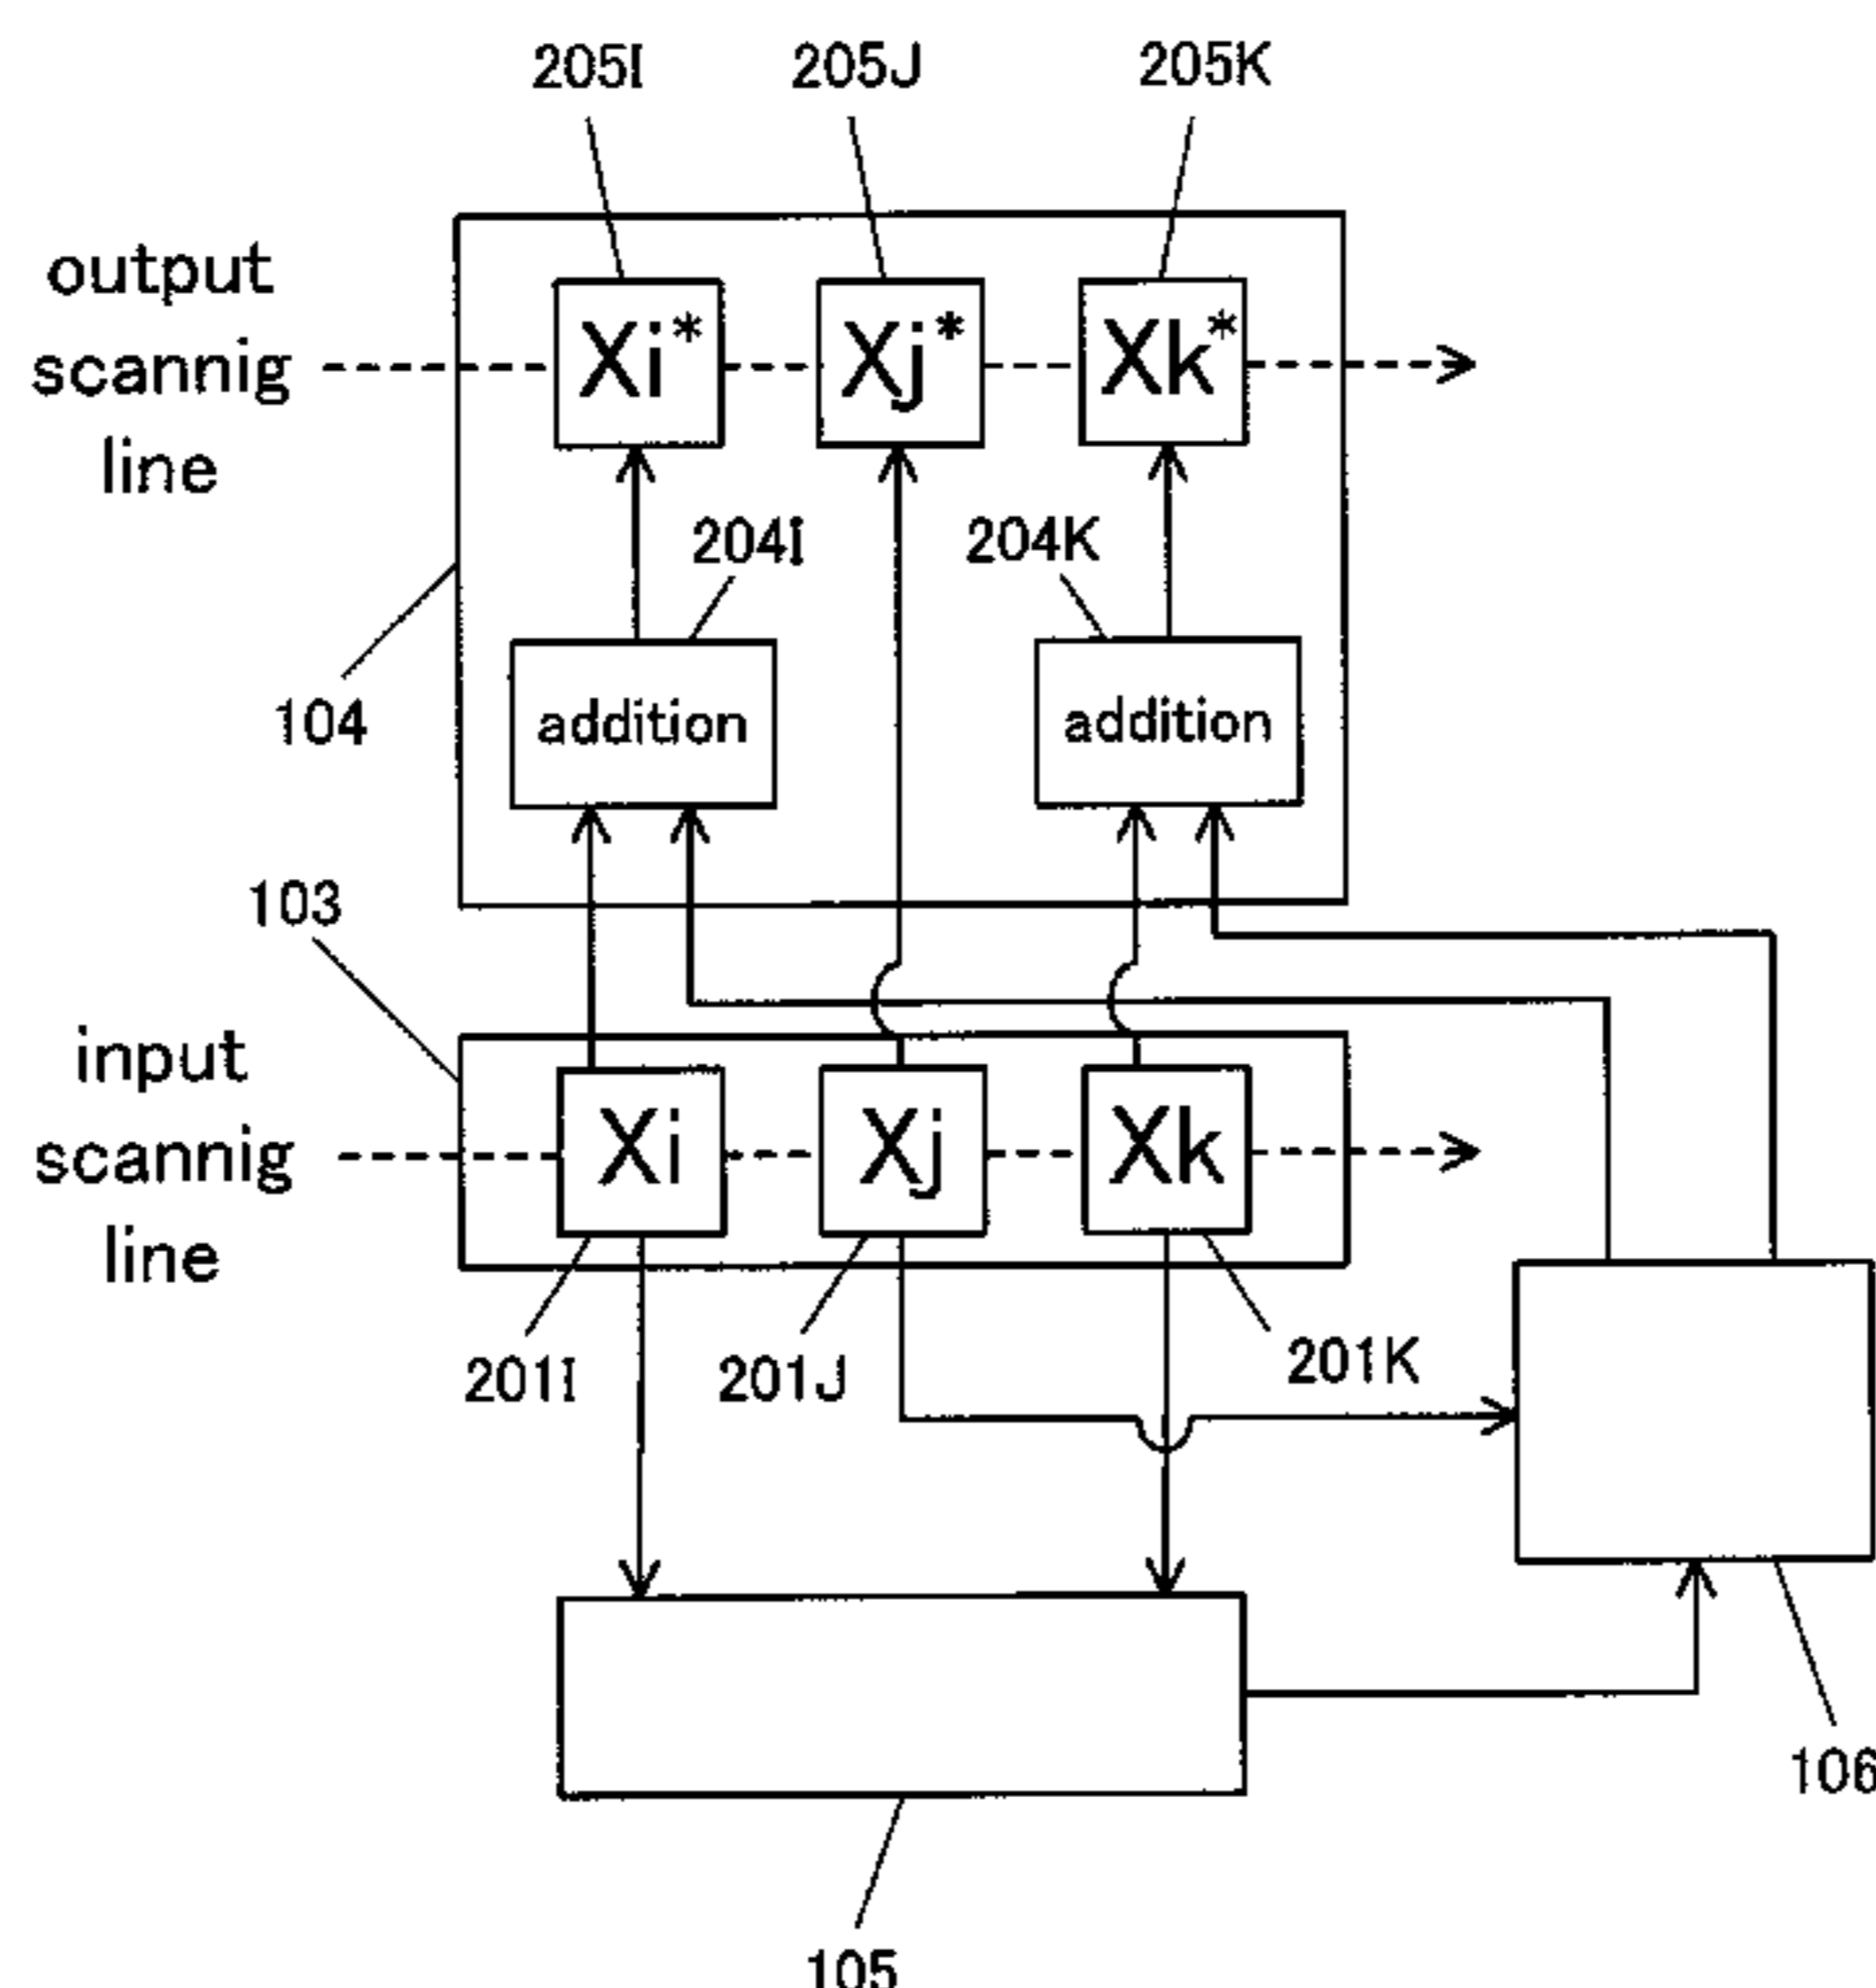 205I
205J
205K
output
scannig
line
Xi*
Xj*
Xk*
204I
204K
104
addition
addition
103
input
scannig
line
Xi
Xj
Xk
201I
201J
201K
106
105